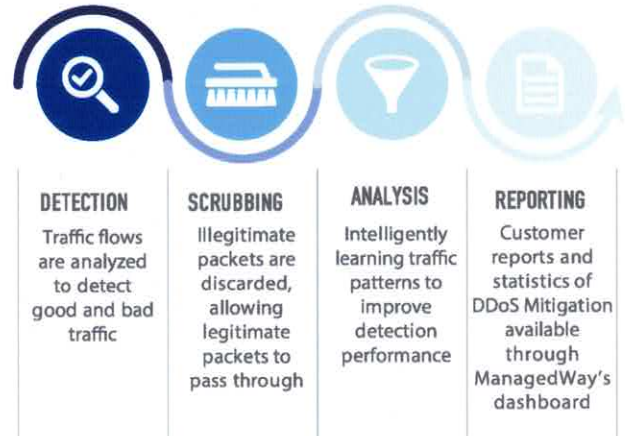 DETECTION
Traffic flows
are analyzed
to detect
good and bad
traffic
SCRUBBING
Illegitimate
packets are
discarded,
allowing
legitimate
packets to
pass through
ANALYSIS
Intelligently
learning traffic
patterns to
improve
detection
performance
REPORTING
Customer
reports and
statistics of
DDoS Mitigation
available
through
ManagedWay's
dashboard